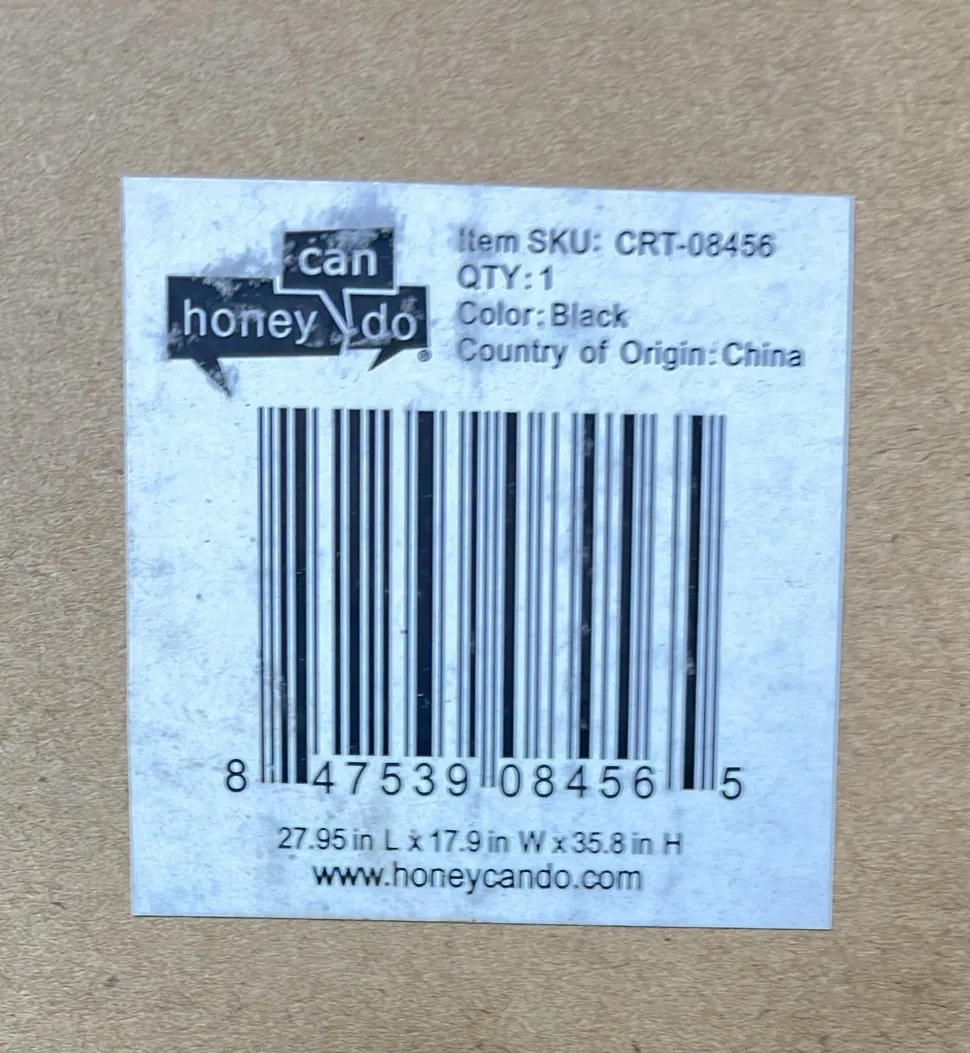 can
honey do®
Item SKU: CRT-08456
QTY: 1
Color: Black
Country of Origin: China
8 47539 08456 5
27.95 in L x 17.9 in W x 35.8 in H
www.honeycando.com